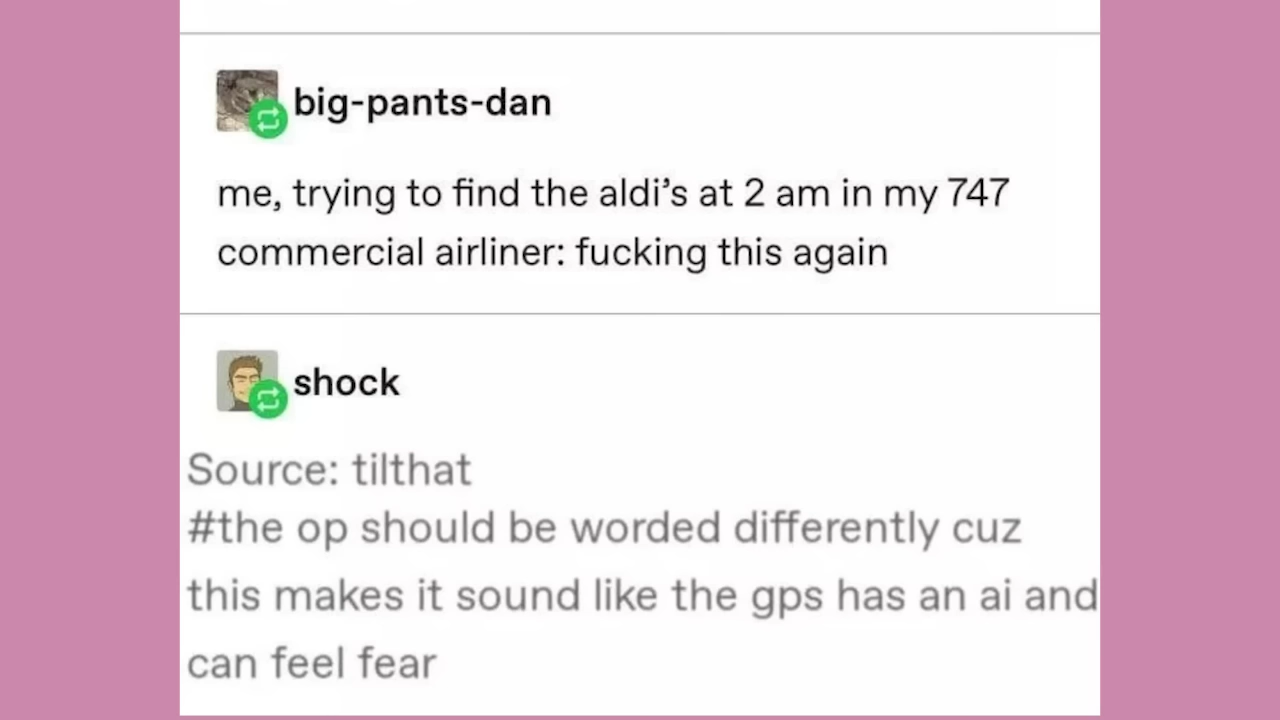 big-pants-dan
me, trying to find the aldi’s at 2 am in my 747
commercial airliner: fucking this again
shock
Source: tilthat
#the op should be worded differently cuz
this makes it sound like the gps has an ai and
can feel fear